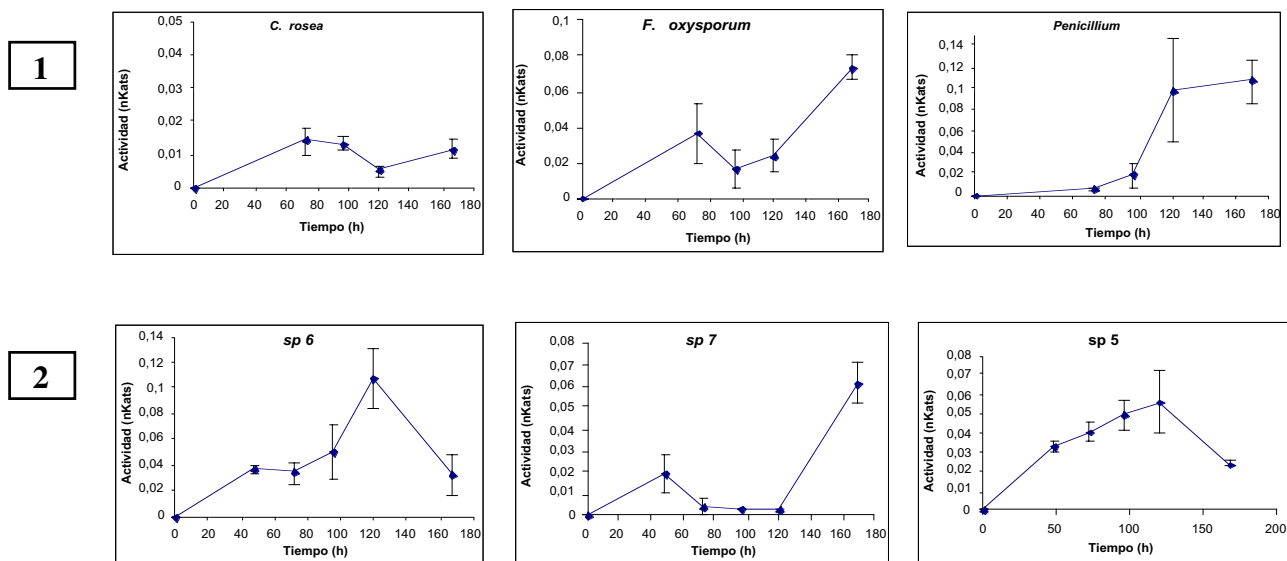 1
C. rosea
Actividad (nKats)
0,05
0,04
0,03
0,02
0,01
0
0 20 40 60 80 100 120 140 160 180
Tiempo (h)
F. oxysporum
Actividad (nKats)
0,1
0,08
0,06
0,04
0,02
0
0 20 40 60 80 100 120 140 160 180
Tiempo (h)
Penicillium
Actividad (nKats)
0,14
0,12
0,10
0,08
0,06
0,04
0,02
0
0 20 40 60 80 100 120 140 160 180
Tiempo (h)
2
sp 6
Actividad (nKats)
0,14
0,12
0,1
0,08
0,06
0,04
0,02
0
0 20 40 60 80 100 120 140 160 180
Tiempo (h)
sp 7
Actividad (nKats)
0,08
0,07
0,06
0,05
0,04
0,02
0,01
0
0 20 40 60 80 100 120 140 160 180
Tiempo (h)
sp 5
Actividad (nKats)
0,08
0,07
0,06
0,05
0,04
0,03
0,02
0,01
0
0 50 100 150 200
Tiempo (h)